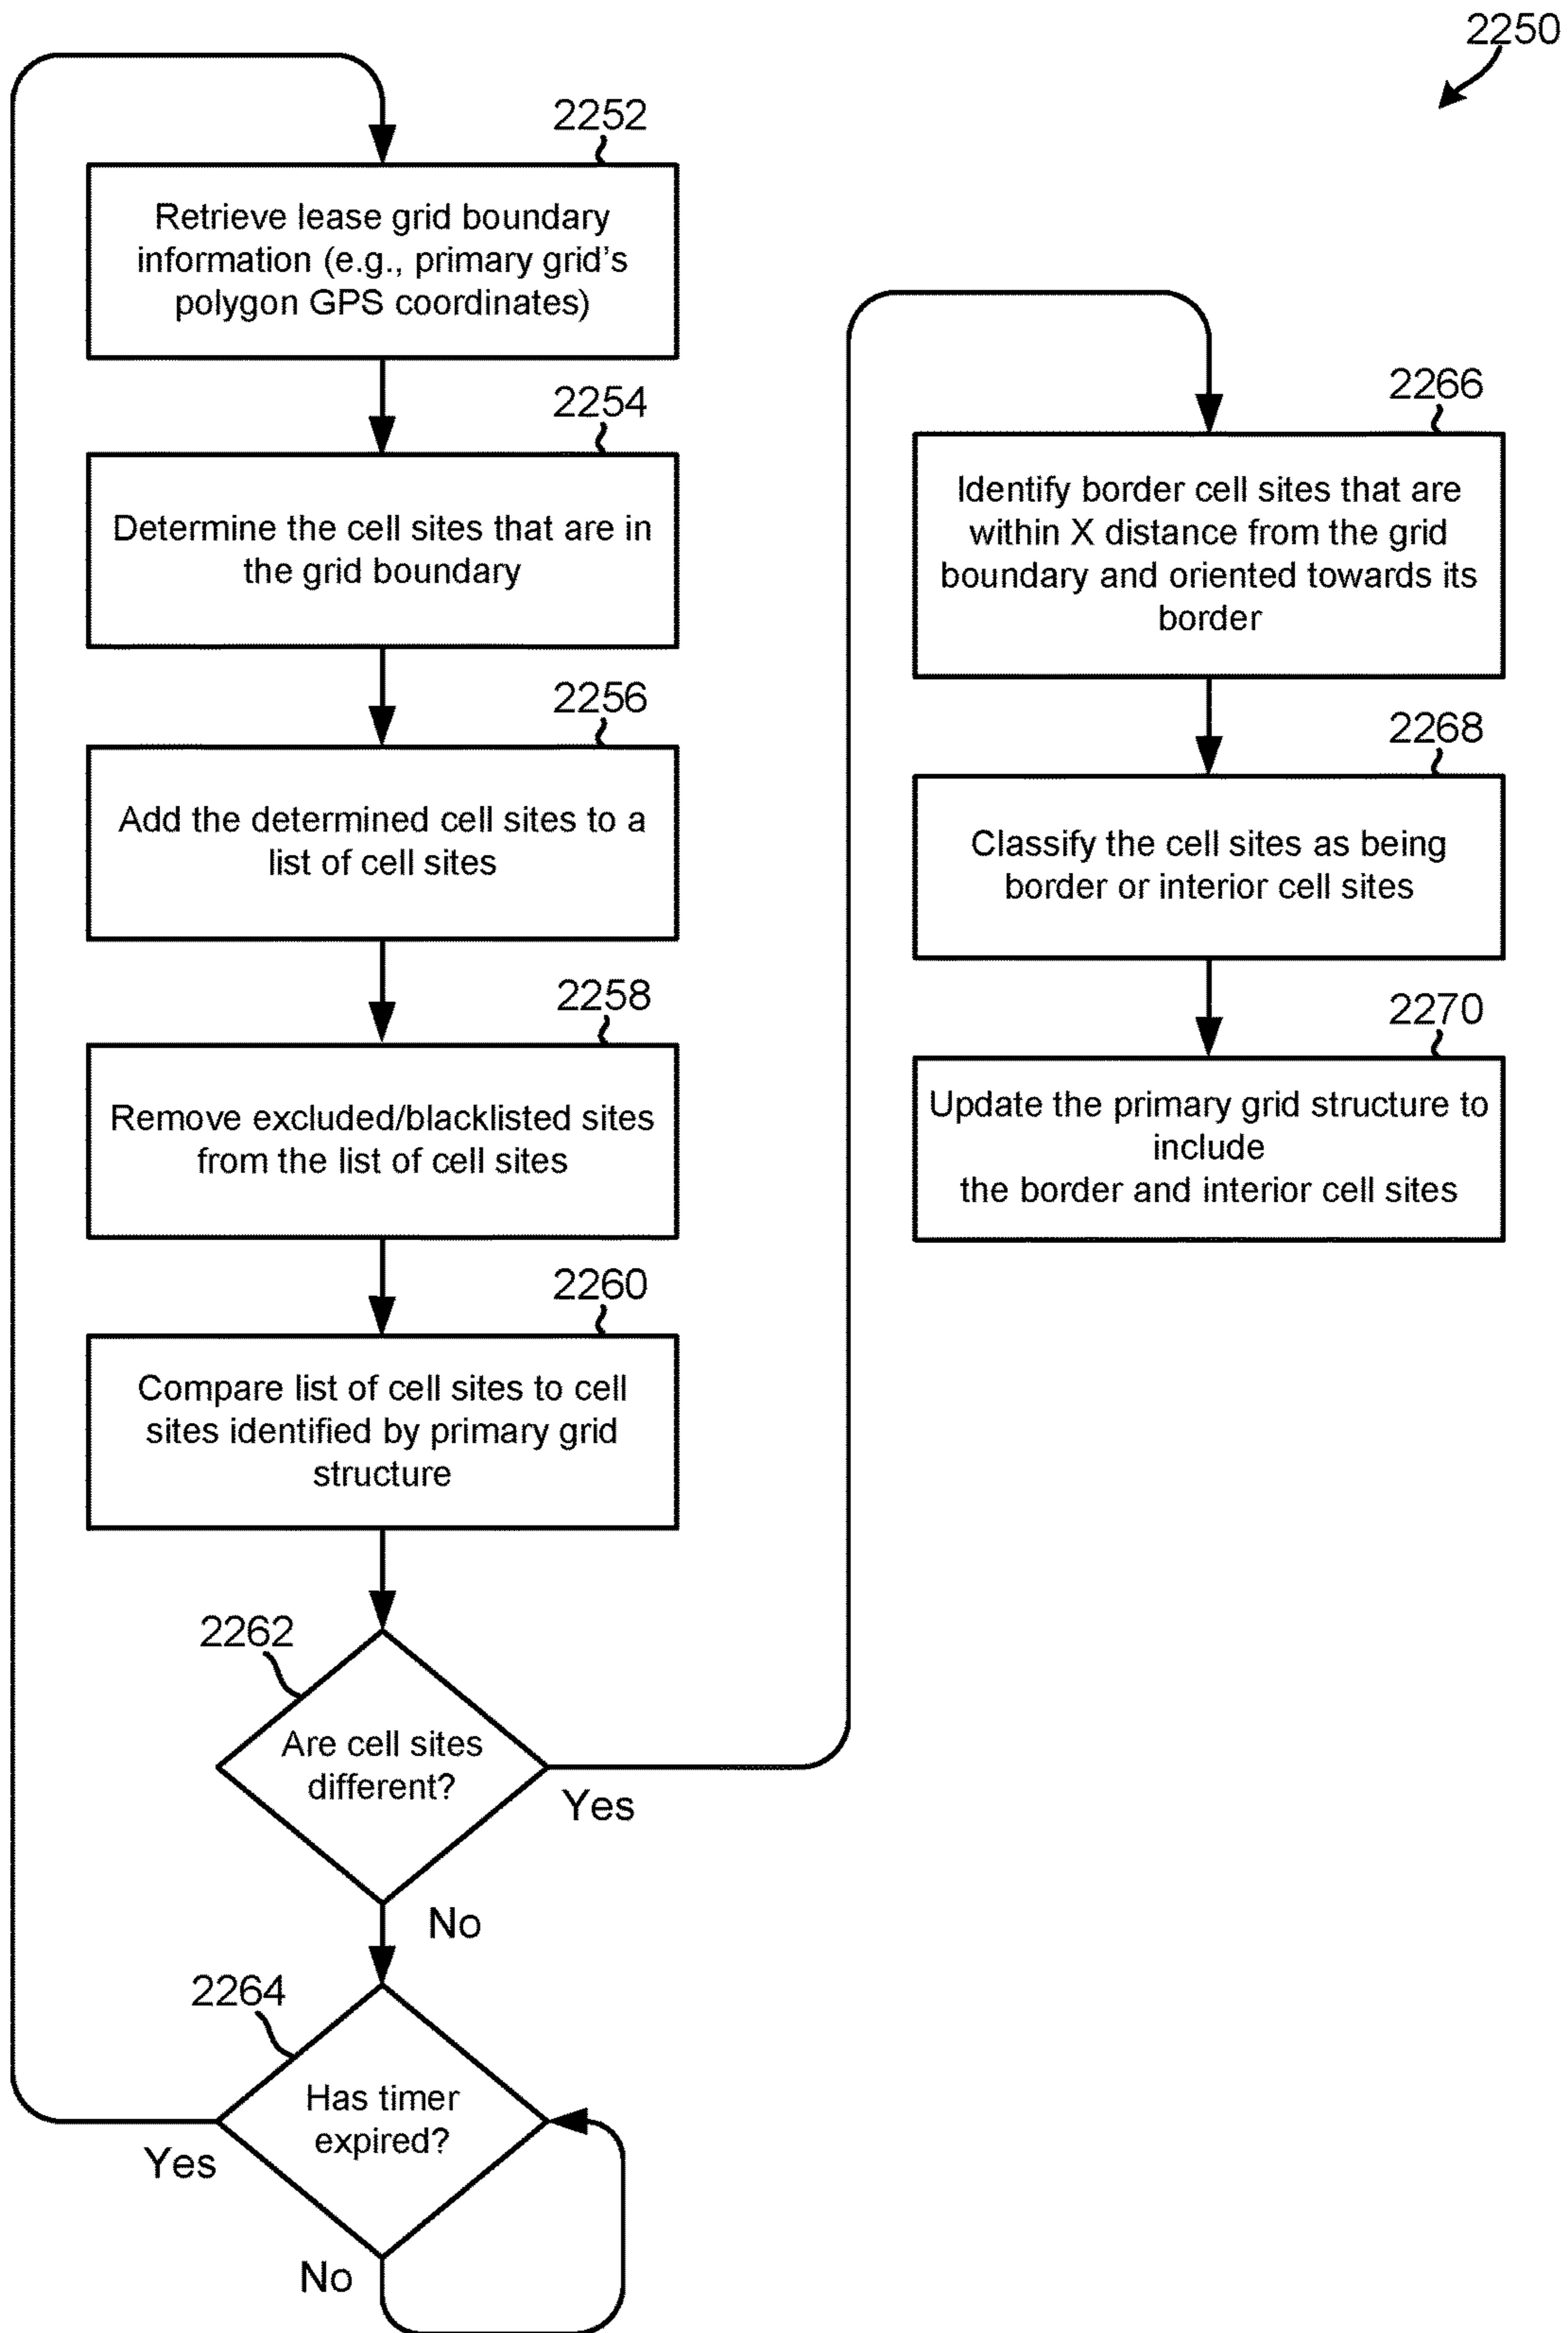 2250
2252
Retrieve lease grid boundary
information (e.g., primary grid's
polygon GPS coordinates)
2254
Determine the cell sites that are in
the grid boundary
2256
Add the determined cell sites to a
list of cell sites
2258
Remove excluded/blacklisted sites
from the list of cell sites
2260
Compare list of cell sites to cell
sites identified by primary grid
structure
2262
Are cell sites
different?
Yes
No
2264
Has timer
expired?
Yes
No
2266
Identify border cell sites that are
within X distance from the grid
boundary and oriented towards its
border
2268
Classify the cell sites as being
border or interior cell sites
2270
Update the primary grid structure to
include
the border and interior cell sites